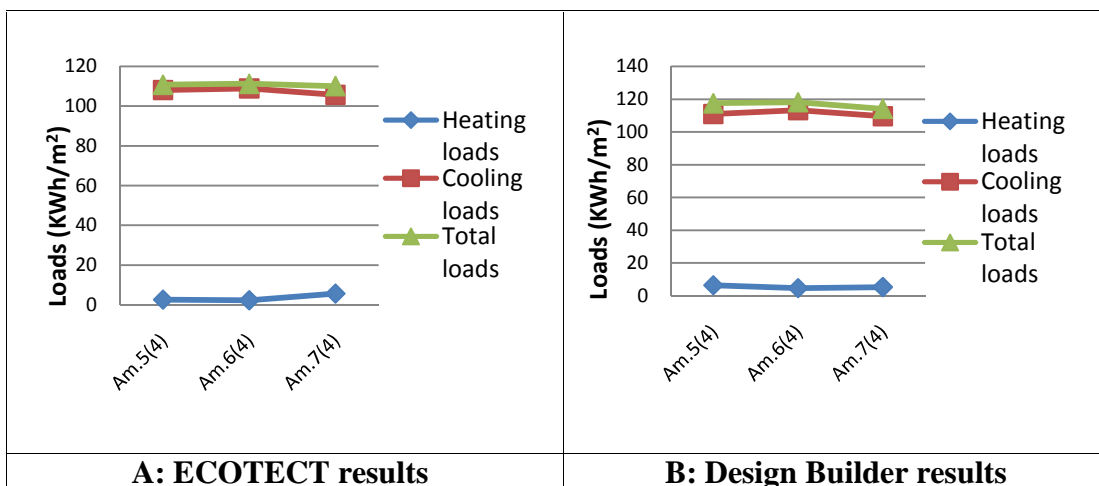 Loads (KWh/m²)
120
100
80
60
40
20
0
Am.5(4)
Am.6(4)
Am.7(4)
Heating
loads
Cooling
loads
Total
loads
A: ECOTECT results
Loads (KWh/m²)
140
120
100
80
60
40
20
0
Am.5(4)
Am.6(4)
Am.7(4)
Heating
loads
Cooling
loads
Total
loads
B: Design Builder results